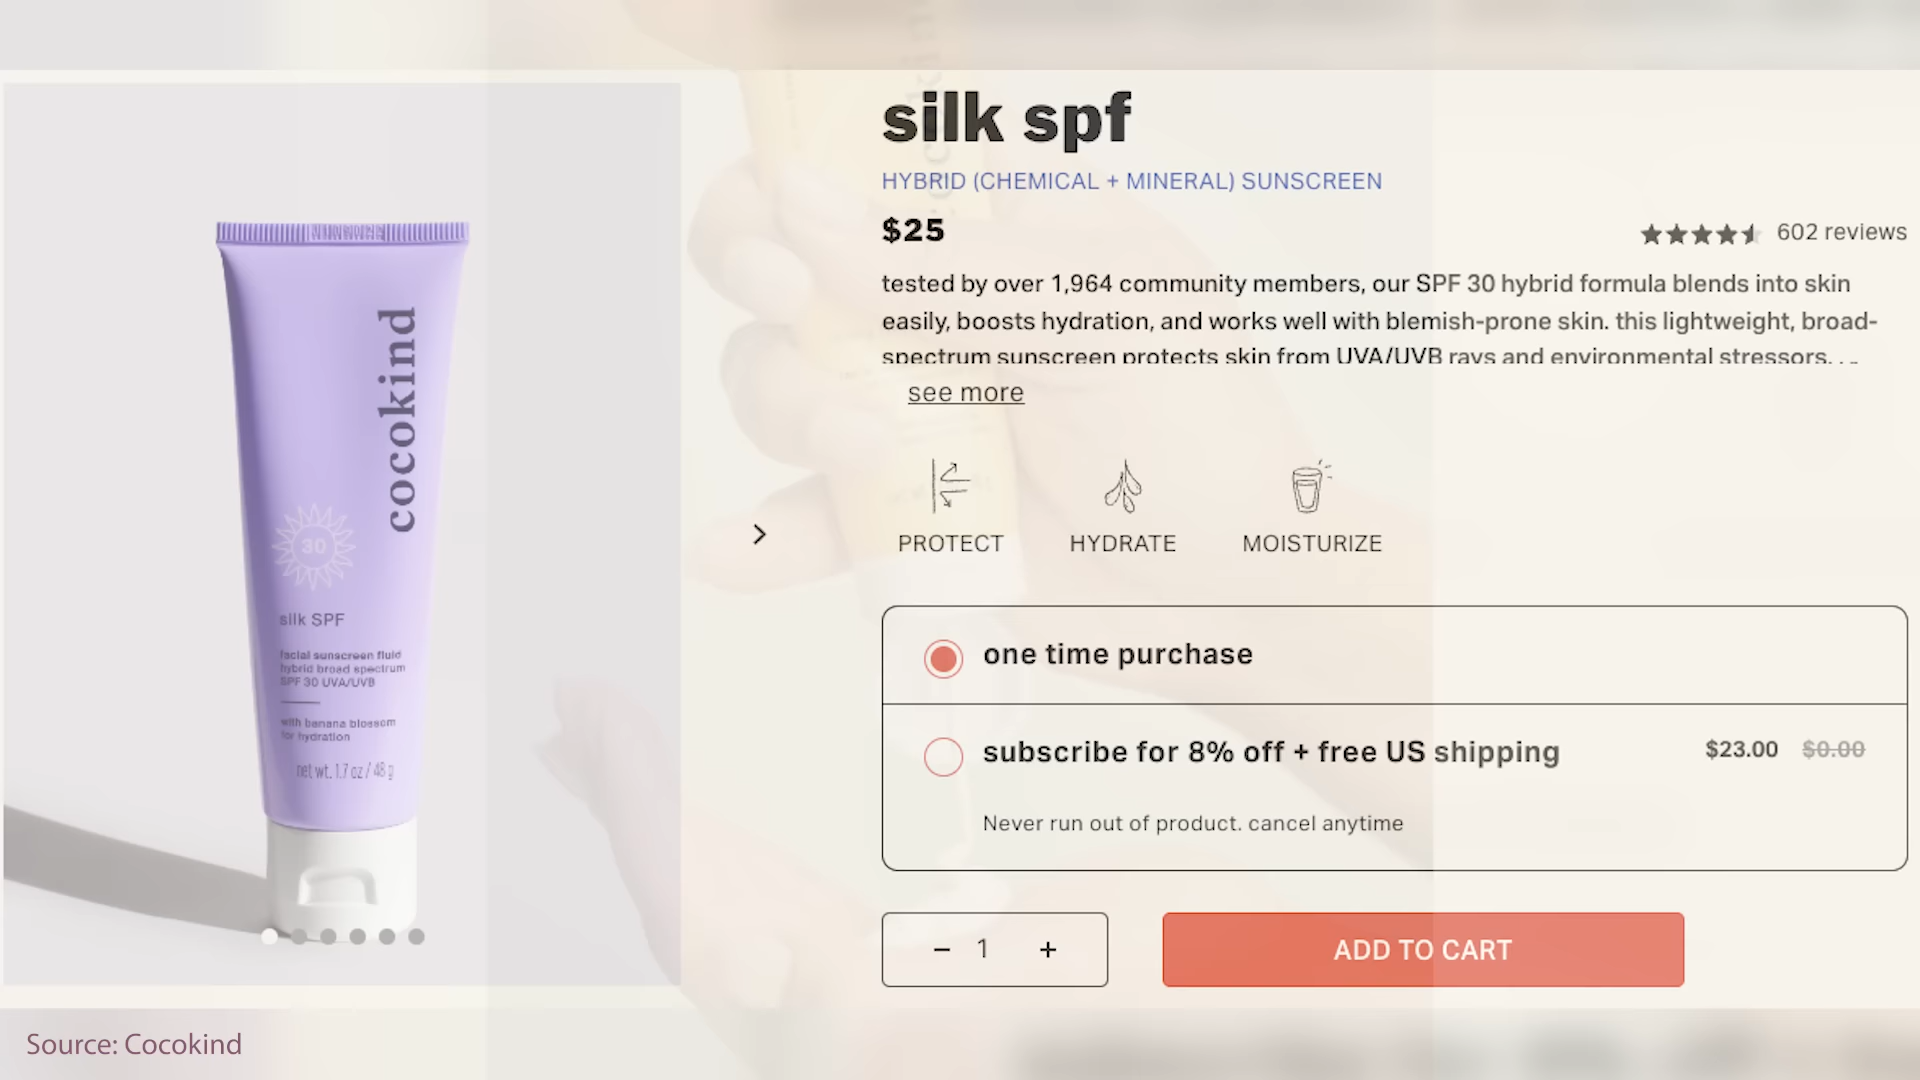 silk spf
HYBRID (CHEMICAL + MINERAL) SUNSCREEN
$25
602 reviews
tested by over 1,964 community members, our SPF 30 hybrid formula blends into skin
easily, boosts hydration, and works well with blemish-prone skin. this lightweight, broad-
spectrum sunscreen protects skin from UVA/UVB rays and environmental stressors. . .
see more
PROTECT
HYDRATE
MOISTURIZE
one time purchase
subscribe for 8% off + free US shipping
$23.00 $0.00
Never run out of product. cancel anytime
− 1 +
ADD TO CART
cocokind
30
silk SPF
facial sunscreen fluid
hybrid broad spectrum
SPF 30 UVA/UVB
with banana blossom
for hydration
net wt. 1.7 oz / 48 g
Source: Cocokind